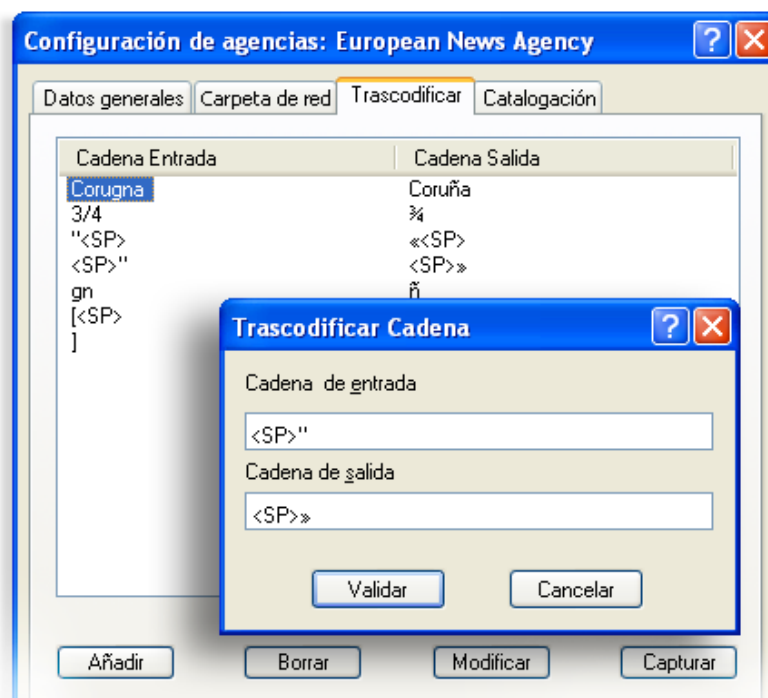 Configuración de agencias: European News Agency
Datos generales Carpeta de red Trascodificar Catalogación
Cadena Entrada Cadena Salida
Corugna Coruña
3/4 ¾
"<SP> «<SP>
<SP>" <SP>»
gn ñ
[<SP>
]
Trascodificar Cadena
Cadena de entrada
<SP>"
Cadena de salida
<SP>»
Validar Cancelar
Añadir Borrar Modificar Capturar